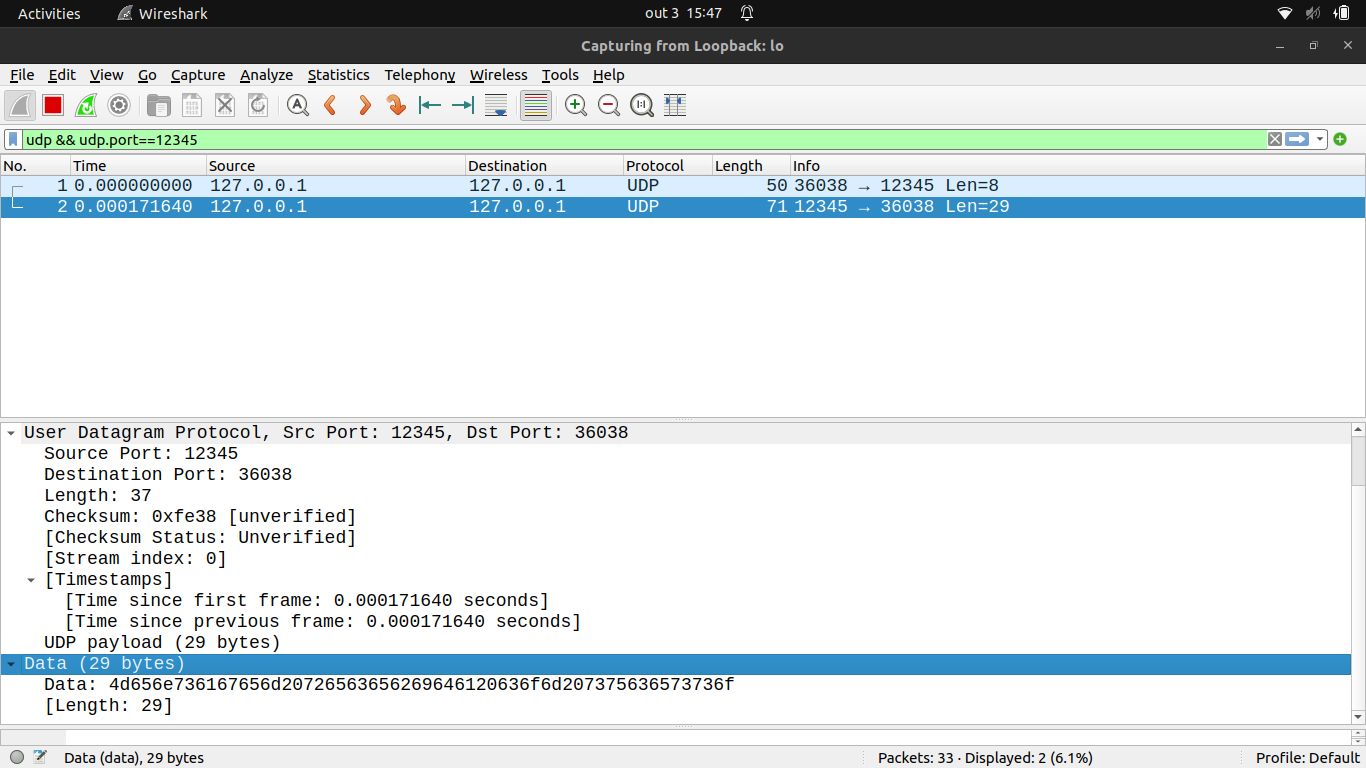 Activities Wireshark out 3 15:47
Capturing from Loopback: lo
File Edit View Go Capture Analyze Statistics Telephony Wireless Tools Help
udp && udp.port==12345
No. Time Source Destination Protocol Length Info
1 0.000000000 127.0.0.1 127.0.0.1 UDP 50 36038 → 12345 Len=8
2 0.000171640 127.0.0.1 127.0.0.1 UDP 71 12345 → 36038 Len=29
User Datagram Protocol, Src Port: 12345, Dst Port: 36038
Source Port: 12345
Destination Port: 36038
Length: 37
Checksum: 0xfe38 [unverified]
[Checksum Status: Unverified]
[Stream index: 0]
[Timestamps]
[Time since first frame: 0.000171640 seconds]
[Time since previous frame: 0.000171640 seconds]
UDP payload (29 bytes)
Data (29 bytes)
Data: 4d656e736167656d20726563656269646120636f6d207375636573736f
[Length: 29]
Data (data), 29 bytes Packets: 33 · Displayed: 2 (6.1%) Profile: Default